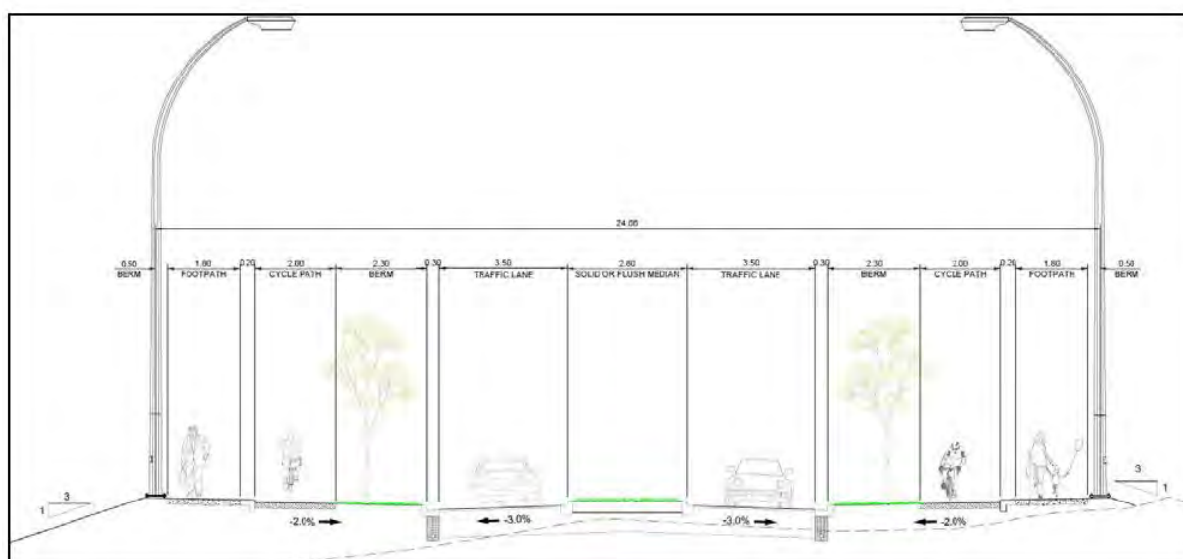 24.00
0.50 1.80 0.20 2.00 2.30 0.30 3.50 2.80 3.50 0.30 2.30 2.00 0.20 1.80 0.50
BERM FOOTPATH CYCLE PATH BERM TRAFFIC LANE SOLID OR FLUSH MEDIAN TRAFFIC LANE BERM CYCLE PATH FOOTPATH BERM
3 3
1 1
-2.0% -3.0% -3.0% -2.0%